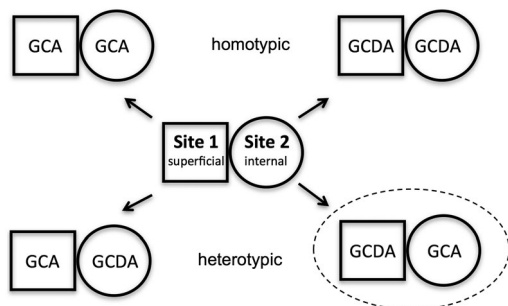 GCA GCA homotypic GCDA GCDA
Site 1 Site 2
superficial internal
GCA GCDA heterotypic GCDA GCA